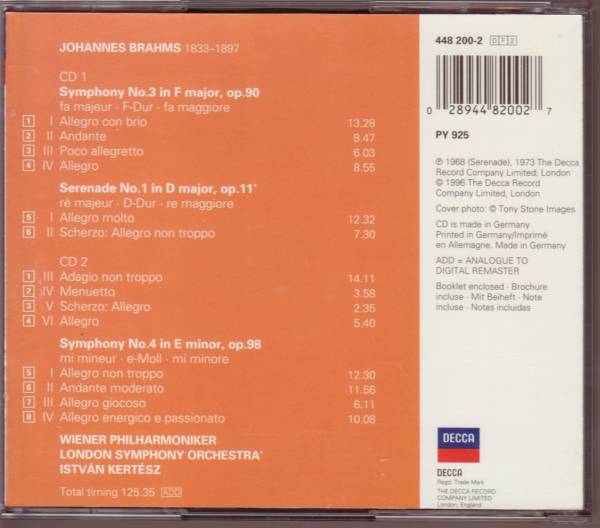 JOHANNES BRAHMS 1833–1897
CD 1
Symphony No.3 in F major, op.90
fa majeur · F-Dur · fa maggiore
1 I Allegro con brio 13.28
2 II Andante 8.47
3 III Poco allegretto 6.03
4 IV Allegro 8.55
Serenade No.1 in D major, op.11*
ré majeur · D-Dur · re maggiore
5 I Allegro molto 12.32
6 II Scherzo: Allegro non troppo 7.30
CD 2
1 III Adagio non troppo 14.11
2 IV Menuetto 3.58
3 V Scherzo: Allegro 2.35
4 VI Allegro 5.40
Symphony No.4 in E minor, op.98
mi mineur · e-Moll · mi minore
5 I Allegro non troppo 12.30
6 II Andante moderato 11.56
7 III Allegro giocoso 6.11
8 IV Allegro energico e passionato 10.08
WIENER PHILHARMONIKER
LONDON SYMPHONY ORCHESTRA*
ISTVÁN KERTÉSZ
Total timing 125.35 ADD
448 200-2 DF2
0 28944 82002 7
PY 925
℗ 1968 (Serenade), 1973 The Decca
Record Company Limited, London
© 1996 The Decca Record
Company Limited, London
Cover photo: © Tony Stone Images
CD is made in Germany
Printed in Germany/Imprimé
en Allemagne. Made in Germany
ADD = ANALOGUE TO
DIGITAL REMASTER
Booklet enclosed · Brochure
incluse · Mit Beiheft · Note
incluse · Notas incluidas
DECCA
DECCA
Regd. Trade Mark
THE DECCA RECORD
COMPANY LIMITED
London, England